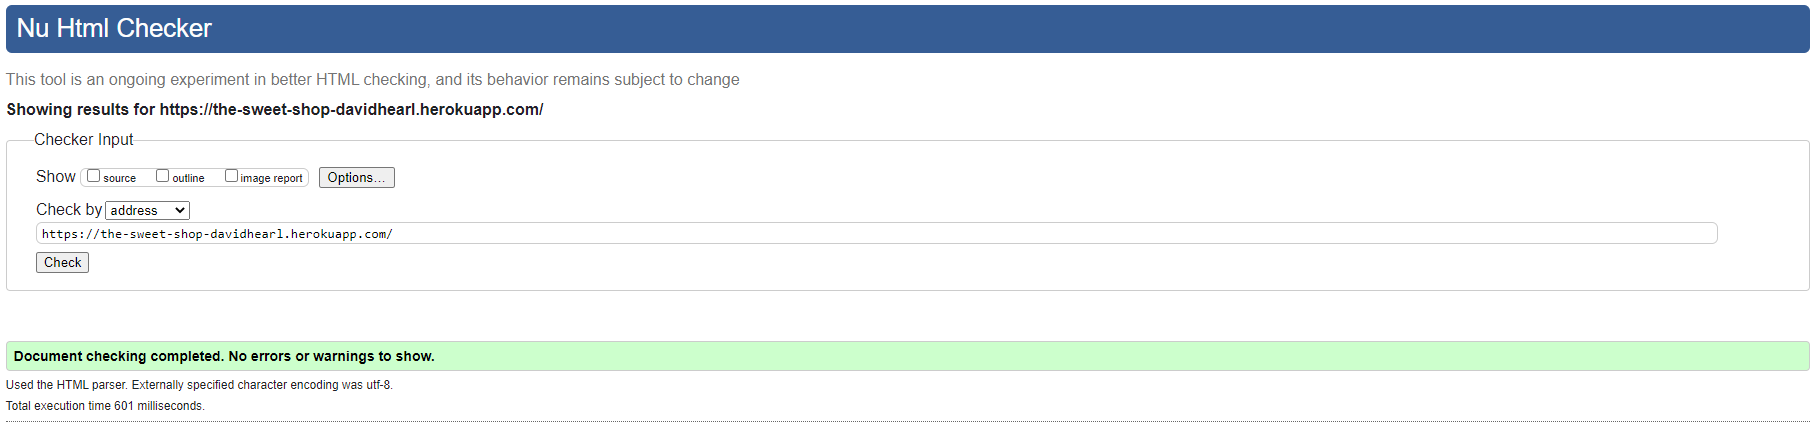 Nu Html Checker
This tool is an ongoing experiment in better HTML checking, and its behavior remains subject to change
Showing results for https://the-sweet-shop-davidhearl.herokuapp.com/
Checker Input
Show source outline image report Options...
Check by address
https://the-sweet-shop-davidhearl.herokuapp.com/
Check
Document checking completed. No errors or warnings to show.
Used the HTML parser. Externally specified character encoding was utf-8.
Total execution time 601 milliseconds.